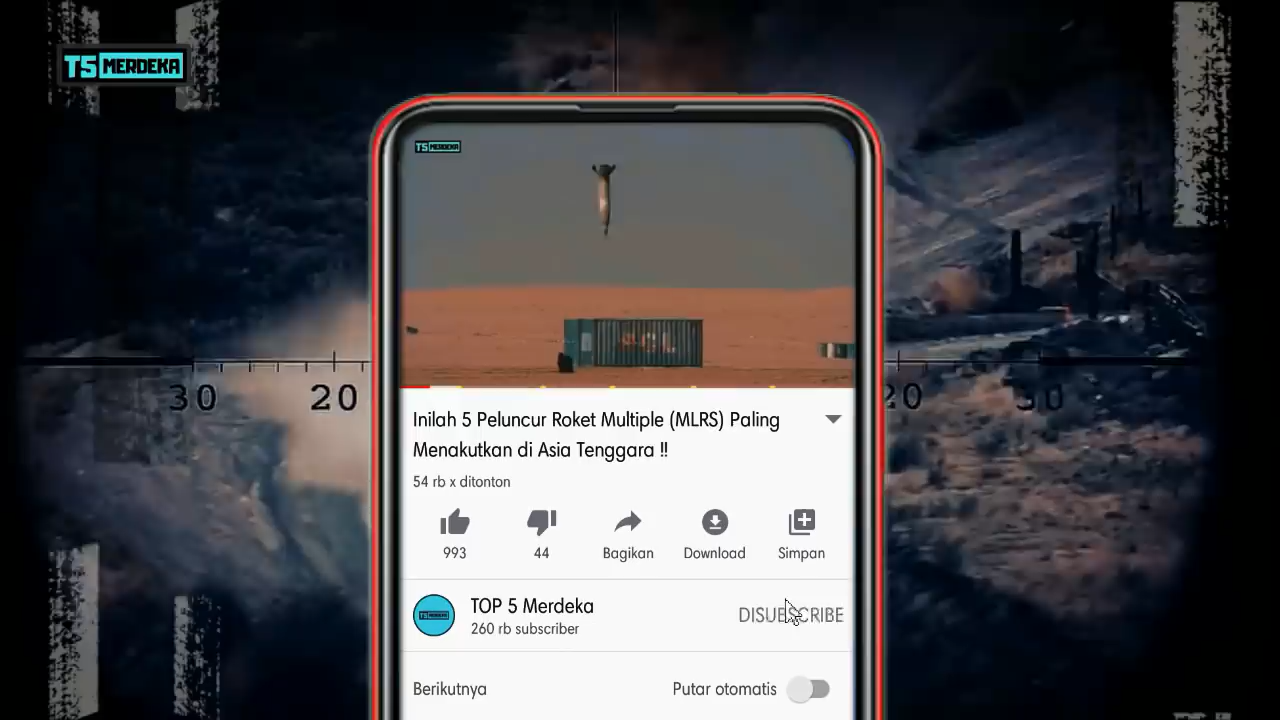 T5 MERDEKA
T5 MERDEKA
30
20
20
30
Inilah 5 Peluncur Roket Multiple (MLRS) Paling
Menakutkan di Asia Tenggara !!
54 rb x ditonton
993
44
Bagikan
Download
Simpan
TOP 5 Merdeka
260 rb subscriber
DISUBSCRIBE
Berikutnya
Putar otomatis